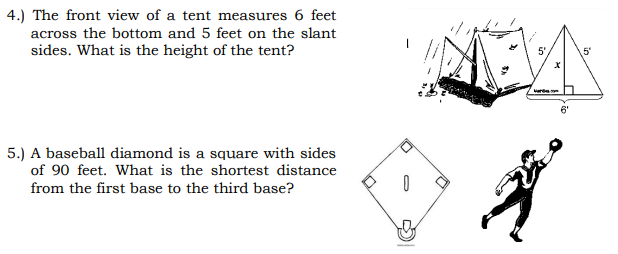 4.) The front view of a tent measures 6 feet
across the bottom and 5 feet on the slant
sides. What is the height of the tent?
5'
5'
x
6'
5.) A baseball diamond is a square with sides
of 90 feet. What is the shortest distance
from the first base to the third base?